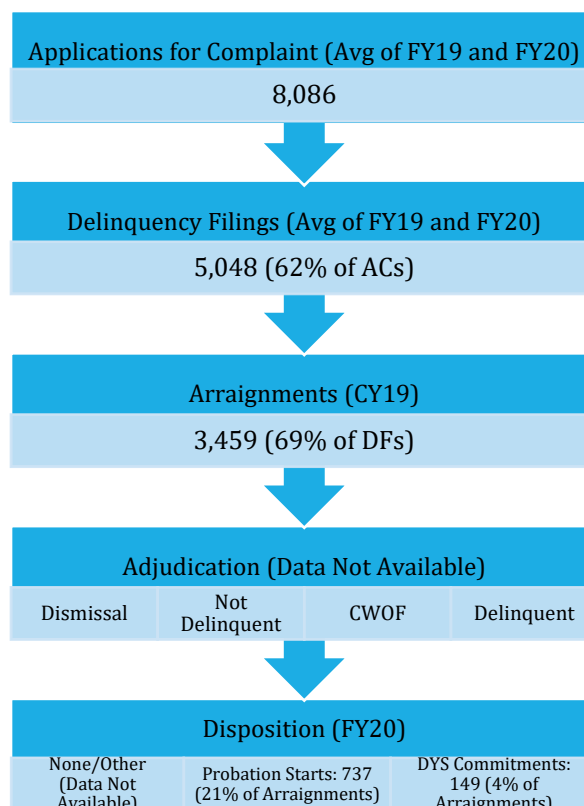 Applications for Complaint (Avg of FY19 and FY20)
8,086
Delinquency Filings (Avg of FY19 and FY20)
5,048 (62% of ACs)
Arraignments (CY19)
3,459 (69% of DFs)
Adjudication (Data Not Available)
Dismissal
Not
Delinquent
CWOF
Delinquent
Disposition (FY20)
None/Other
(Data Not
Available)
Probation Starts: 737
(21% of Arraignments)
DYS Commitments:
149 (4% of
Arraignments)